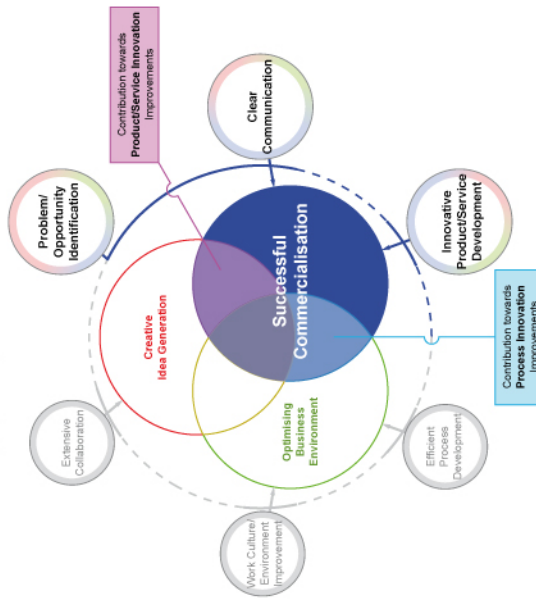 Problem/
Opportunity
Identification
Extensive
Collaboration
Contribution towards
Product/Service Innovation
Improvements
Creative
Idea Generation
Clear
Communication
Work Culture/
Environment
Improvement
Successful
Commercialisation
Optimising
Business
Environment
Efficient
Process
Development
Innovative
Product/Service
Development
Contribution towards
Process Innovation
Improvements